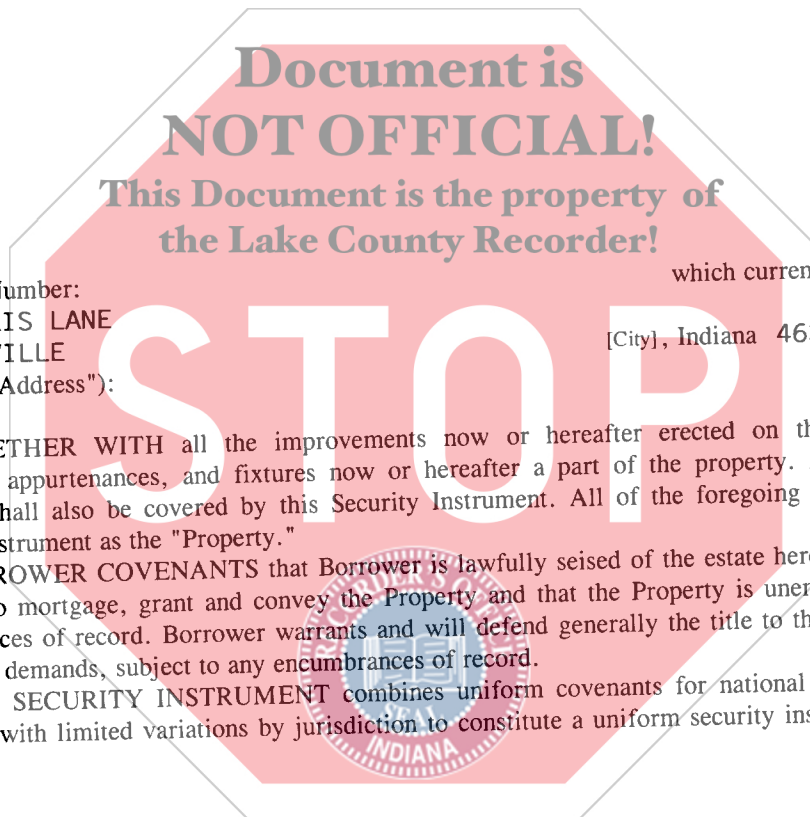 Document is
NOT OFFICIAL!
This Document is the property of
the Lake County Recorder!
which curren
umber:
IS LANE
ILLE
[City], Indiana 46
Address"):
STOP
ETHER WITH all the improvements now or hereafter erected on th
appurtenances, and fixtures now or hereafter a part of the property.
hall also be covered by this Security Instrument. All of the foregoing
strument as the "Property."
ROWER COVENANTS that Borrower is lawfully seised of the estate here
o mortgage, grant and convey the Property and that the Property is unen
ces of record. Borrower warrants and will defend generally the title to th
demands, subject to any encumbrances of record.
SECURITY INSTRUMENT combines uniform covenants for national
with limited variations by jurisdiction to constitute a uniform security ins
RECORDER'S OFFICE
SEAL
INDIANA